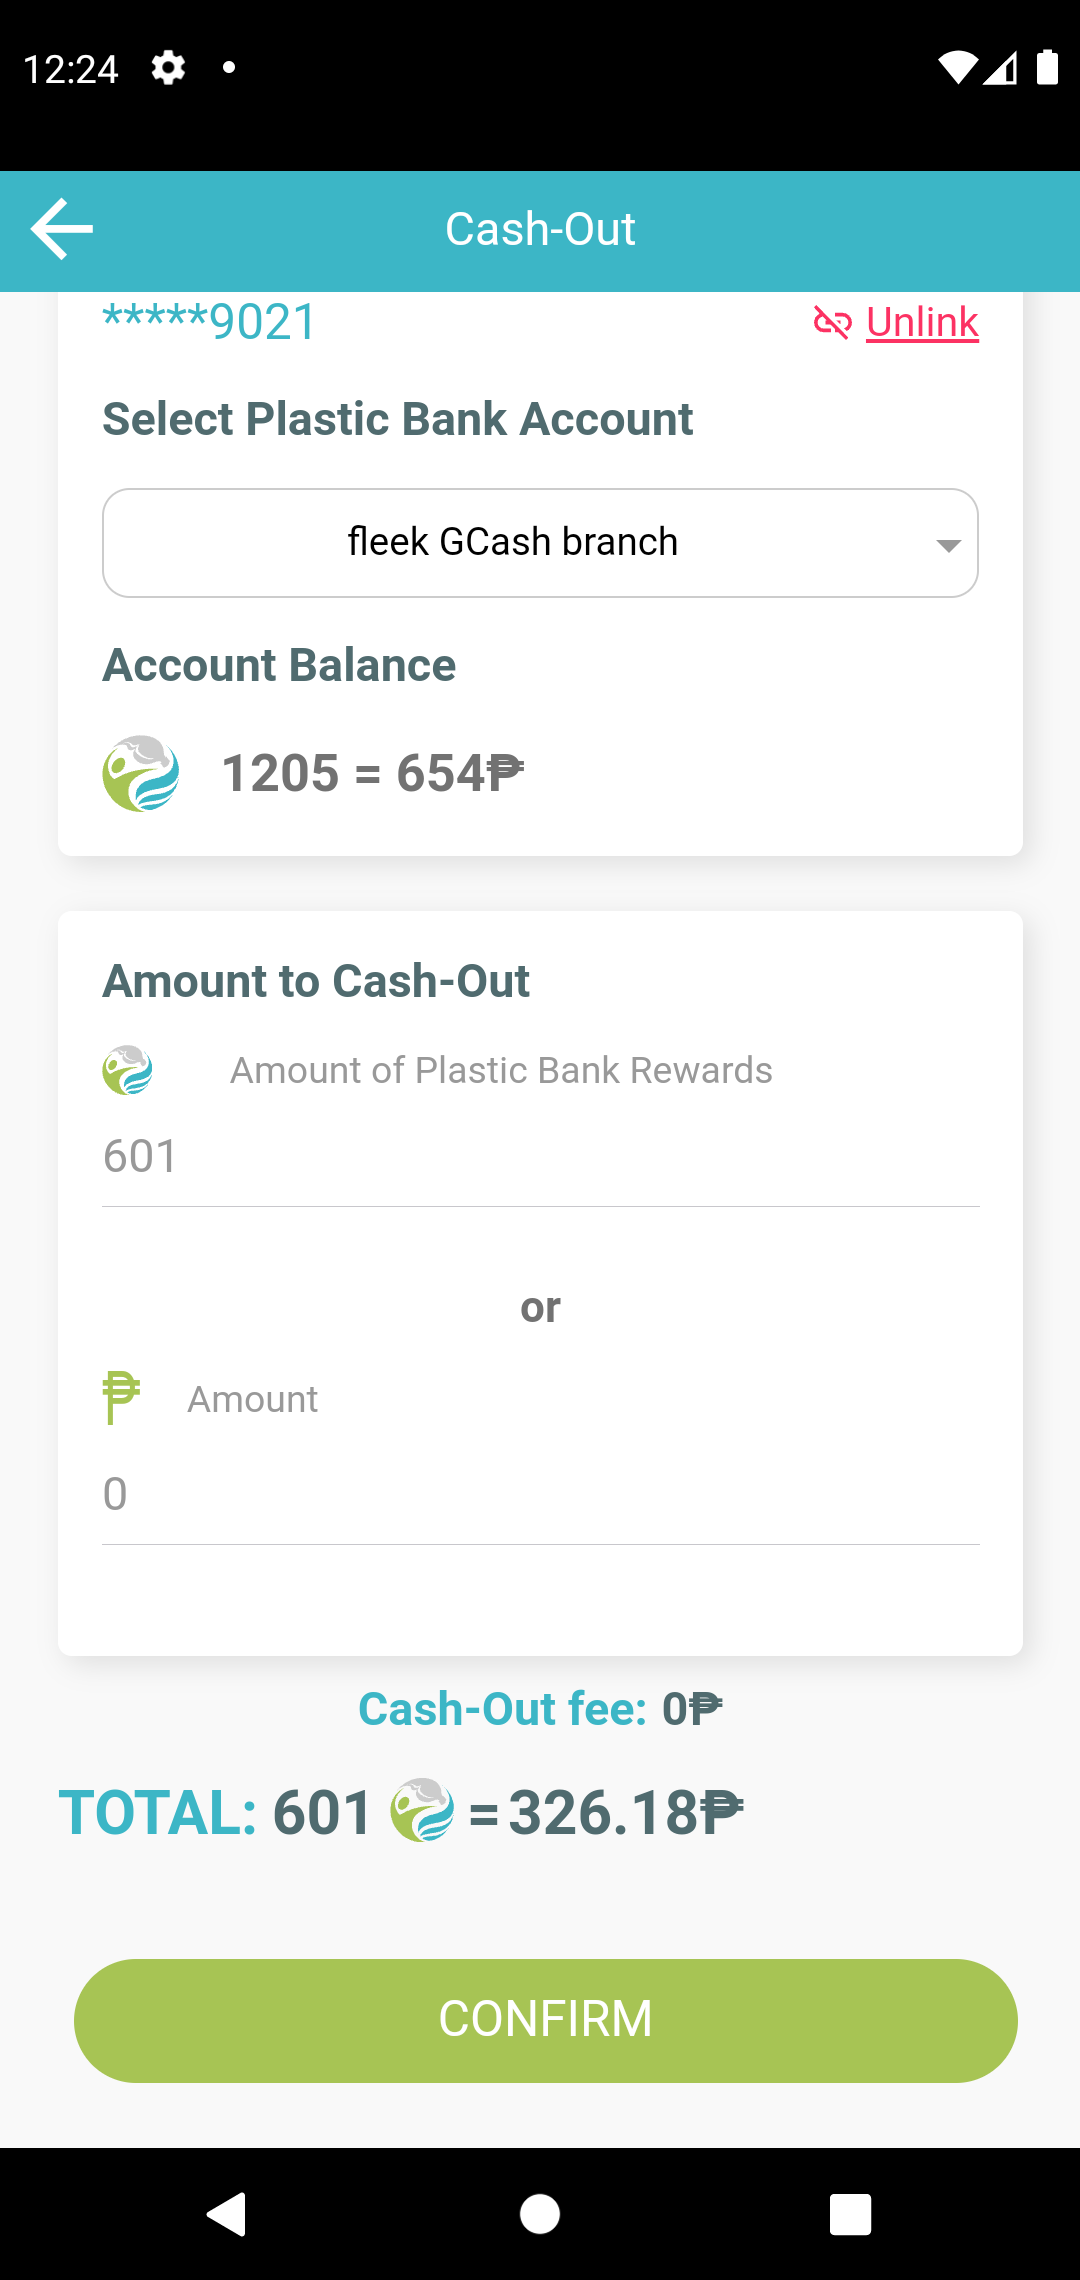 12:24
Cash-Out
*****9021 Unlink
Select Plastic Bank Account
fleek GCash branch
Account Balance
1205 = 654₱
Amount to Cash-Out
Amount of Plastic Bank Rewards
601
or
₱ Amount
0
Cash-Out fee: 0₱
TOTAL: 601 = 326.18₱
CONFIRM